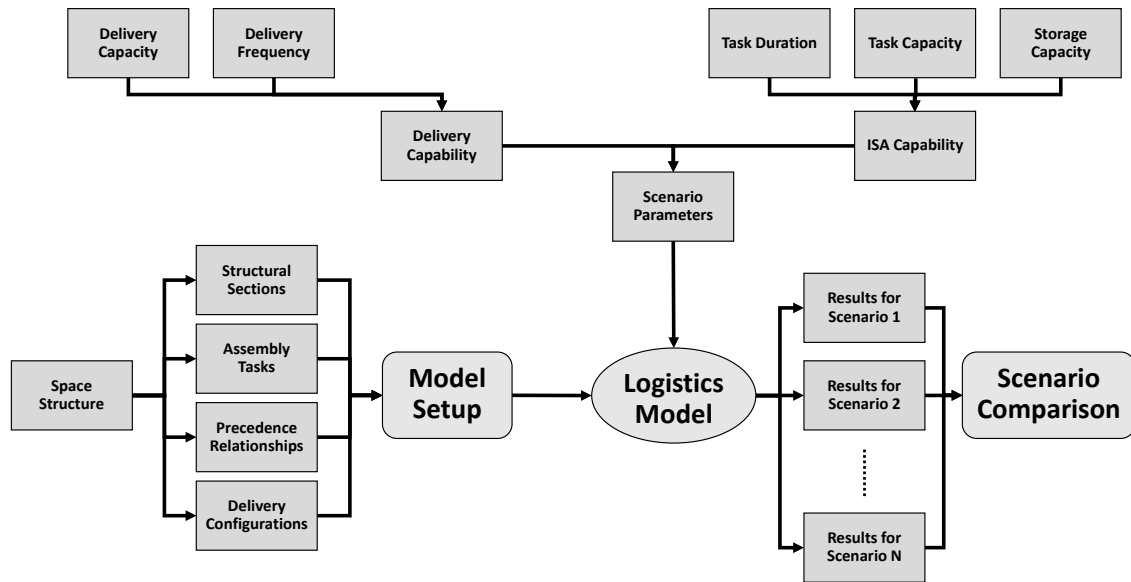 Delivery
Capacity
Delivery
Frequency
Task Duration
Task Capacity
Storage
Capacity
Delivery
Capability
ISA Capability
Scenario
Parameters
Space
Structure
Structural
Sections
Assembly
Tasks
Precedence
Relationships
Delivery
Configurations
Model
Setup
Logistics
Model
Results for
Scenario 1
Results for
Scenario 2
Results for
Scenario N
Scenario
Comparison